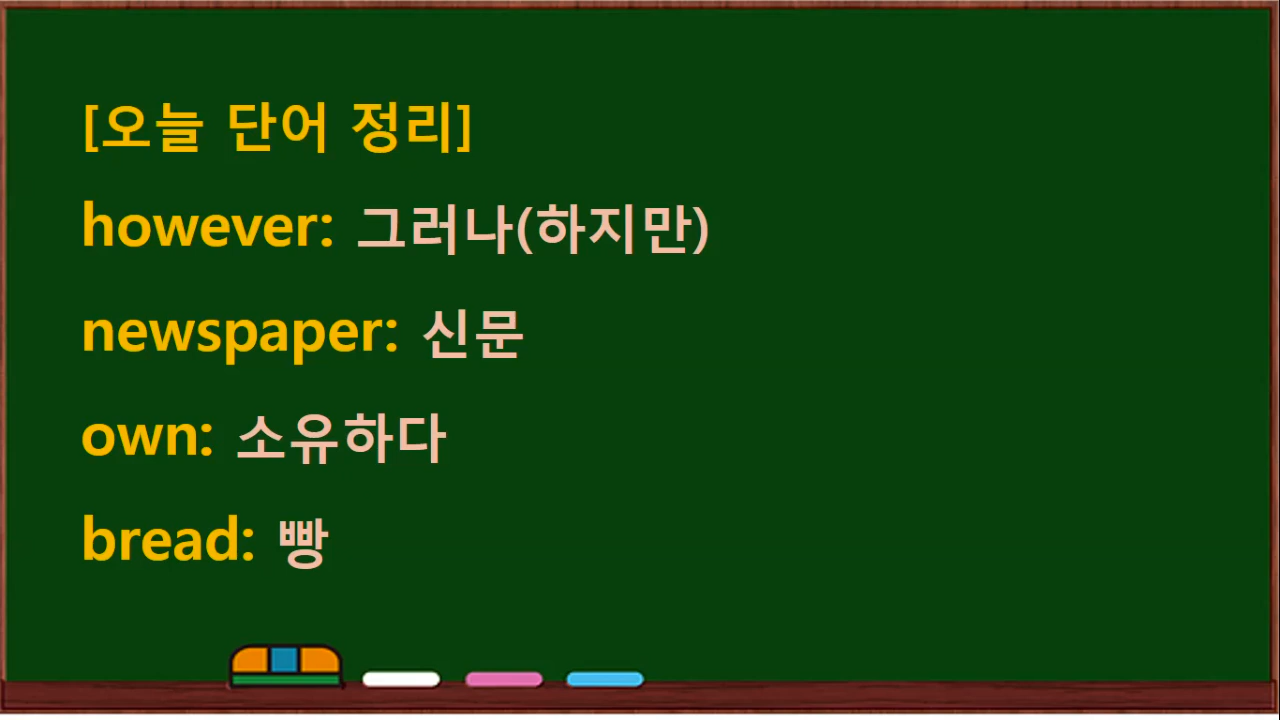 [오늘 단어 정리]
however: 그러나(하지만)
newspaper: 신문
own: 소유하다
bread: 빵